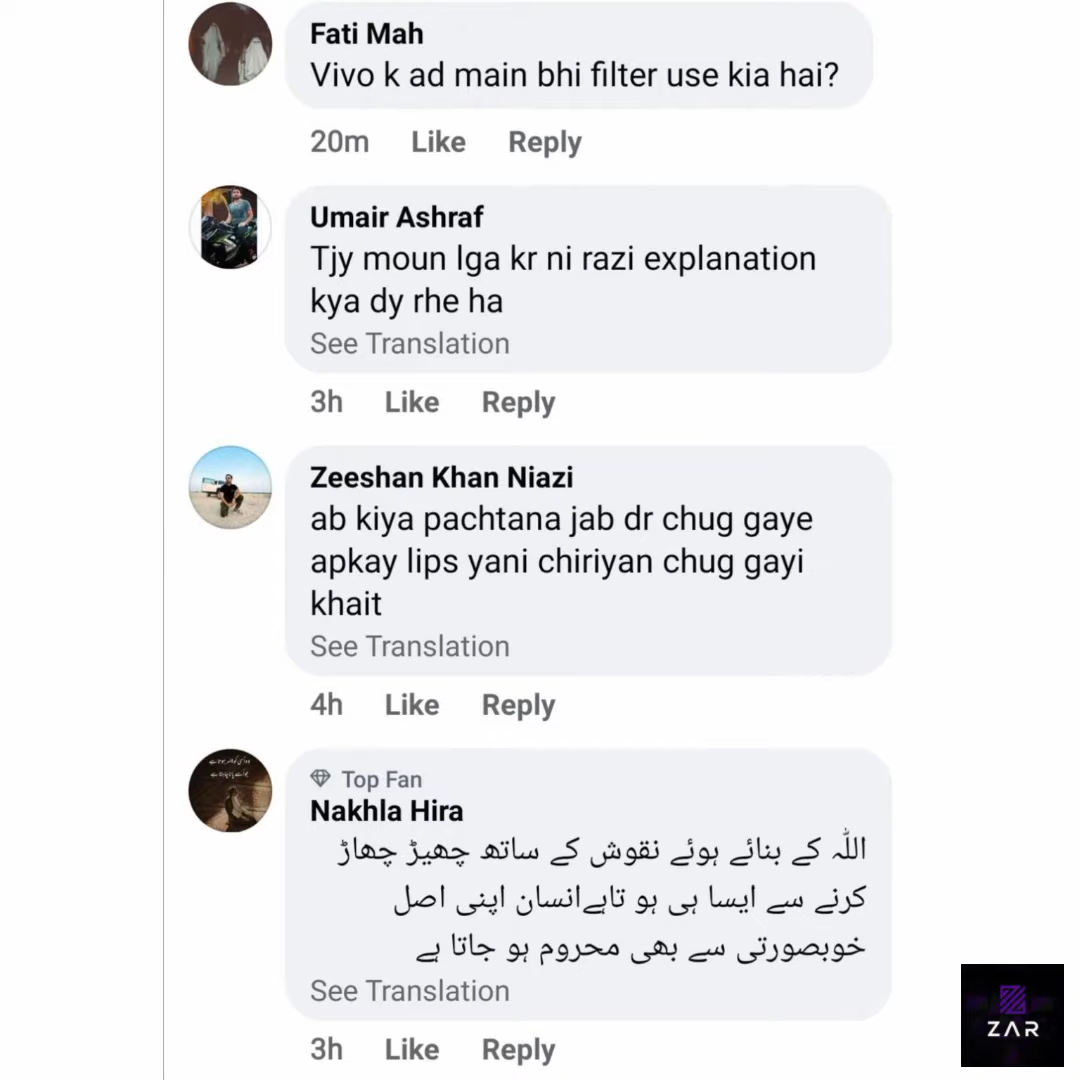 Fati Mah
Vivo k ad main bhi filter use kia hai?
20m Like Reply
Umair Ashraf
Tjy moun lga kr ni razi explanation
kya dy rhe ha
See Translation
3h Like Reply
Zeeshan Khan Niazi
ab kiya pachtana jab dr chug gaye
apkay lips yani chiriyan chug gayi
khait
See Translation
4h Like Reply
Top Fan
Nakhla Hira
اللّٰہ کے بنائے ہوئے نقوش کے ساتھ چھیڑ چھاڑ
کرنے سے ایسا ہی ہو تاہےانسان اپنی اصل
خوبصورتی سے بھی محروم ہو جاتا ہے
See Translation
3h Like Reply
ZAR